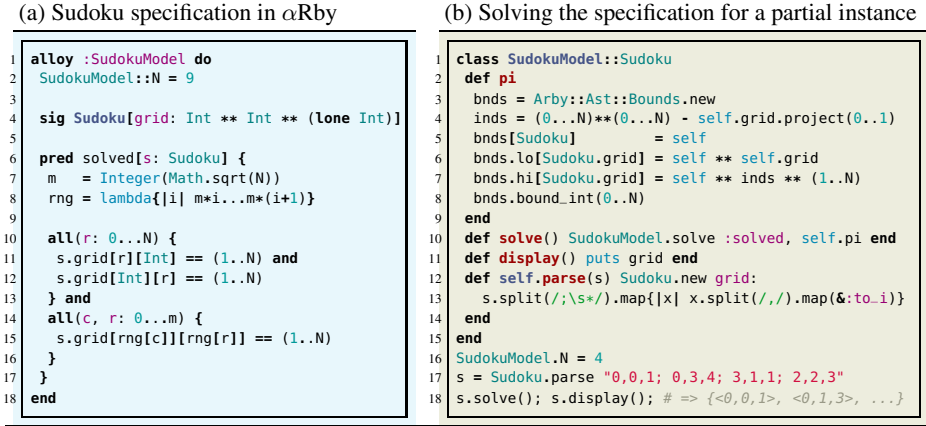 (a) Sudoku specification in αRby
1 alloy :SudokuModel do
2 SudokuModel::N = 9
3
4 sig Sudoku[grid: Int ** Int ** (lone Int)]
5
6 pred solved[s: Sudoku] {
7 m   = Integer(Math.sqrt(N))
8 rng = lambda{|i| m*i...m*(i+1)}
9
10 all(r: 0...N) {
11 s.grid[r][Int] == (1..N) and
12 s.grid[Int][r] == (1..N)
13 } and
14 all(c, r: 0...m) {
15 s.grid[rng[c]][rng[r]] == (1..N)
16 }
17 }
18 end
(b) Solving the specification for a partial instance
1 class SudokuModel::Sudoku
2 def pi
3 bnds = Arby::Ast::Bounds.new
4 inds = (0...N)**(0...N) - self.grid.project(0..1)
5 bnds[Sudoku]         = self
6 bnds.lo[Sudoku.grid] = self ** self.grid
7 bnds.hi[Sudoku.grid] = self ** inds ** (1..N)
8 bnds.bound_int(0..N)
9 end
10 def solve() SudokuModel.solve :solved, self.pi end
11 def display() puts grid end
12 def self.parse(s) Sudoku.new grid:
13 s.split(/;\s*/).map{|x| x.split(/,/).map(&:to_i)}
14 end
15 end
16 SudokuModel.N = 4
17 s = Sudoku.parse "0,0,1; 0,3,4; 3,1,1; 2,2,3"
18 s.solve(); s.display(); # => {<0,0,1>, <0,1,3>, ...}